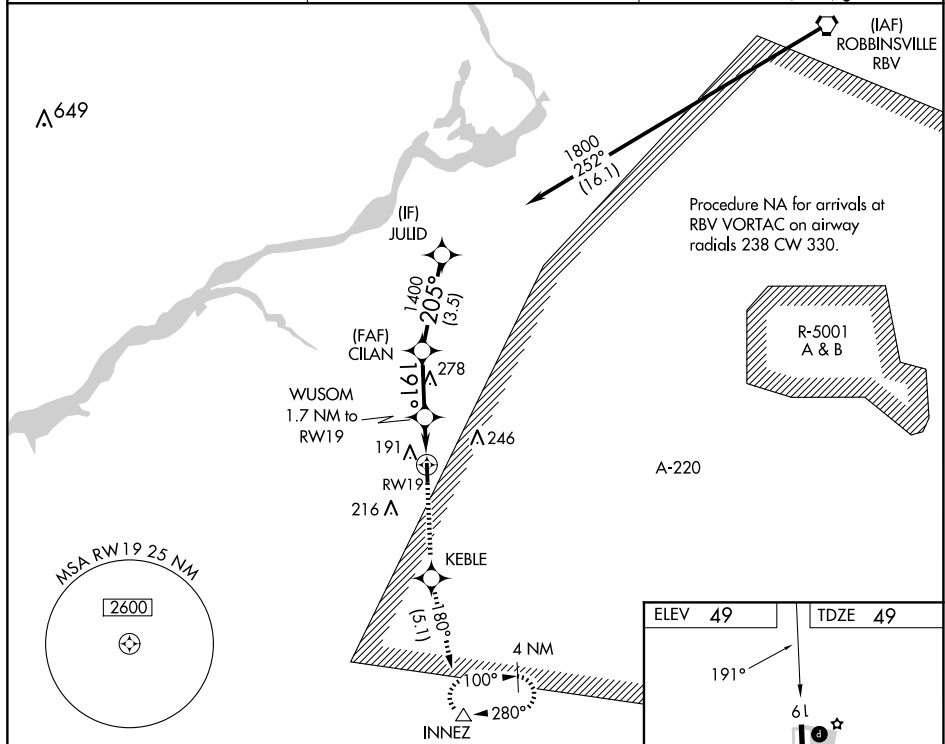 (IAF)
ROBBINSVILLE
RBV
649
1800
252°
(16.1)
Procedure NA for arrivals at
RBV VORTAC on airway
radials 238 CW 330.
(IF)
JULID
1400
205°
(3.5)
R-5001
A & B
(FAF)
CILAN
278
191°
WUSOM
1.7 NM to
RW19
191
246
RW19
A-220
216
MSA RW19 25 NM
2600
KEBLE
180°
(5.1)
4 NM
100°
280°
INNEZ
ELEV 49
TDZE 49
191°
19
P